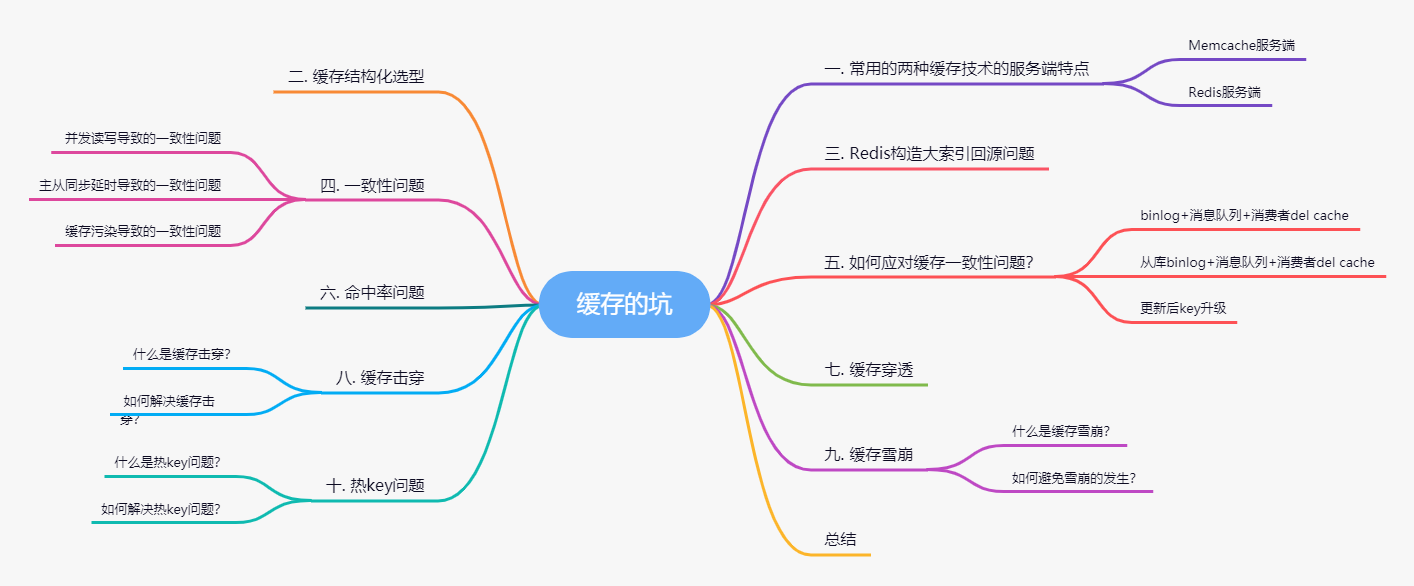 缓存的坑
一. 常用的两种缓存技术的服务端特点
Memcache服务端
Redis服务端
二. 缓存结构化选型
三. Redis构造大索引回源问题
四. 一致性问题
并发读写导致的一致性问题
主从同步延时导致的一致性问题
缓存污染导致的一致性问题
五. 如何应对缓存一致性问题?
binlog+消息队列+消费者del cache
从库binlog+消息队列+消费者del cache
更新后key升级
六. 命中率问题
七. 缓存穿透
八. 缓存击穿
什么是缓存击穿?
如何解决缓存击
穿?
九. 缓存雪崩
什么是缓存雪崩?
如何避免雪崩的发生?
十. 热key问题
什么是热key问题?
如何解决热key问题?
总结